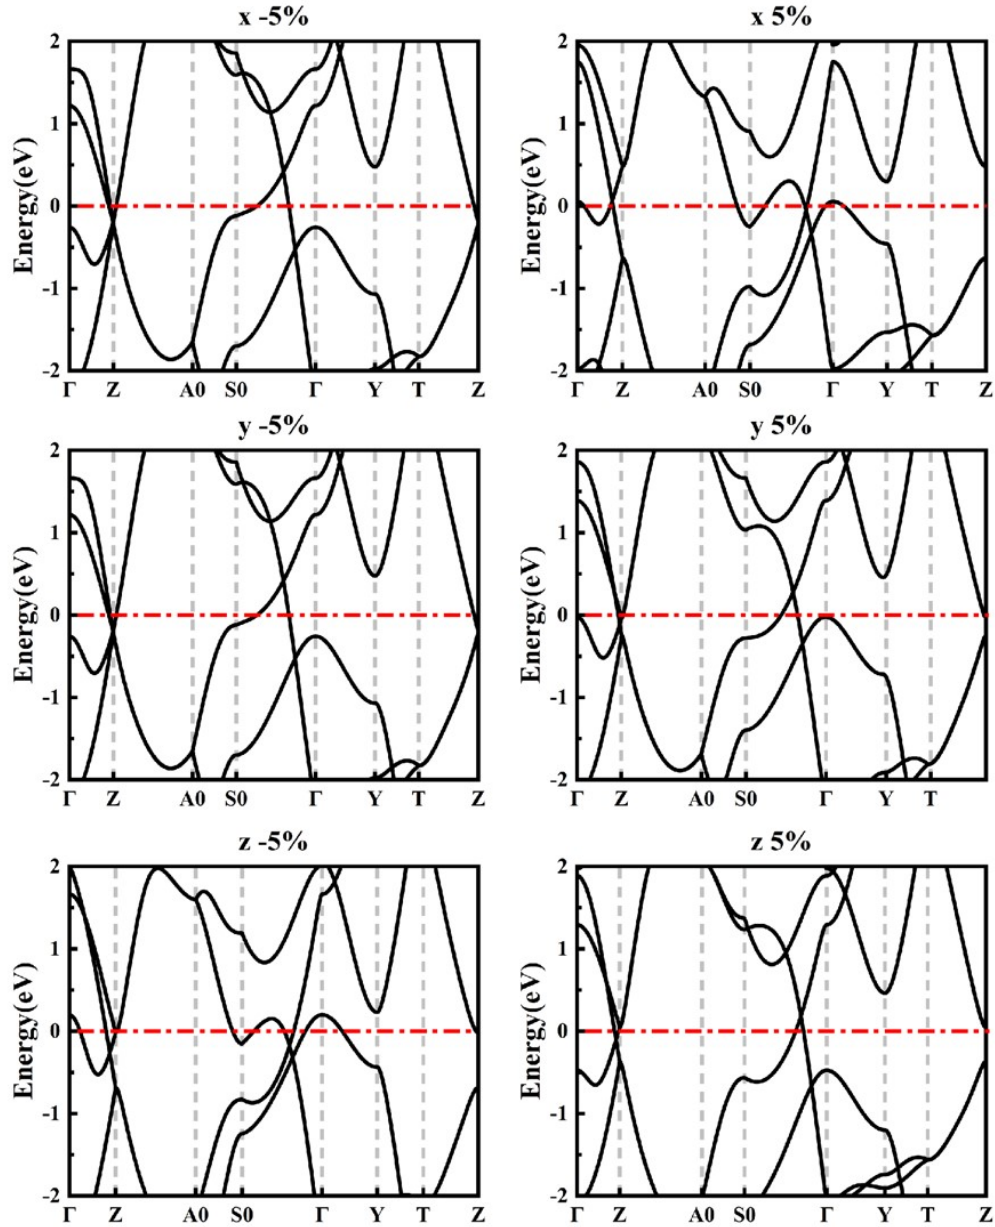 x -5%
x 5%
Energy(eV)
2
1
0
-1
-2
Γ Z A0 S0 Γ Y T Z
Energy(eV)
2
1
0
-1
-2
Γ Z A0 S0 Γ Y T Z
y -5%
y 5%
Energy(eV)
2
1
0
-1
-2
Γ Z A0 S0 Γ Y T Z
Energy(eV)
2
1
0
-1
-2
Γ Z A0 S0 Γ Y T
z -5%
z 5%
Energy(eV)
2
1
0
-1
-2
Γ Z A0 S0 Γ Y T Z
Energy(eV)
2
1
0
-1
-2
Γ Z A0 S0 Γ Y T Z